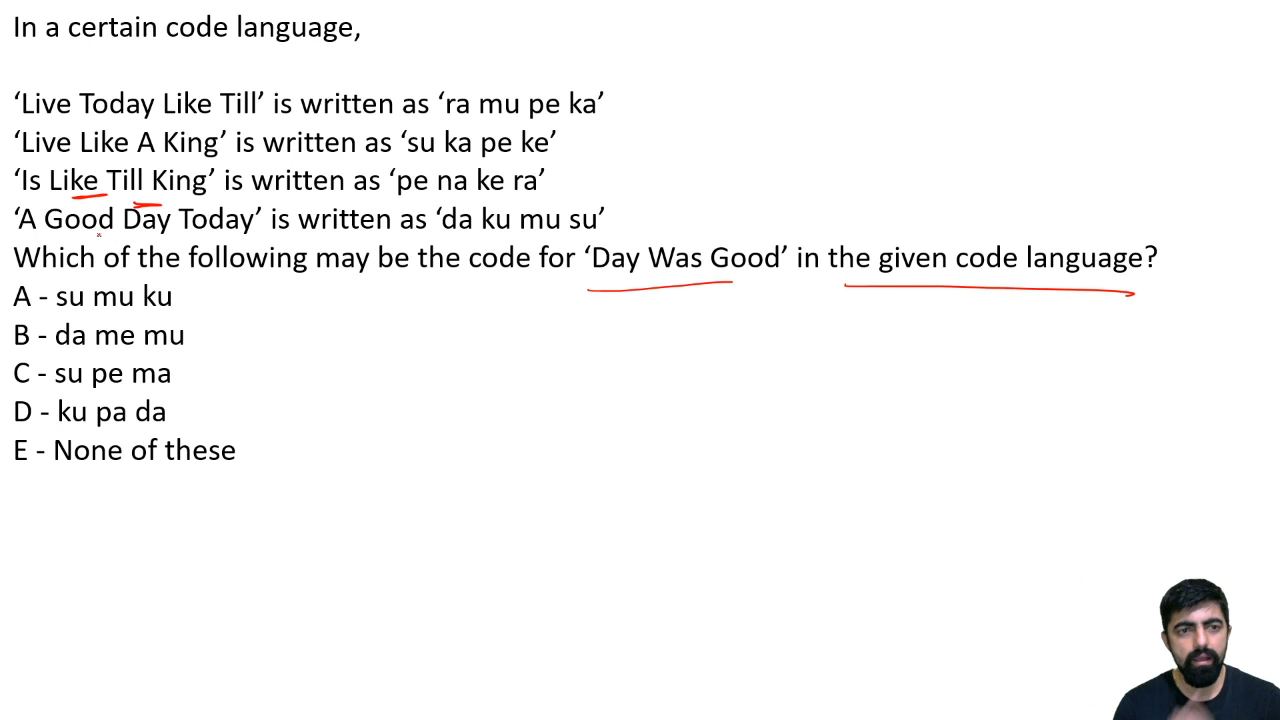 In a certain code language,
‘Live Today Like Till’ is written as ‘ra mu pe ka’
‘Live Like A King’ is written as ‘su ka pe ke’
‘Is Like Till King’ is written as ‘pe na ke ra’
‘A Good Day Today’ is written as ‘da ku mu su’
Which of the following may be the code for ‘Day Was Good’ in the given code language?
A - su mu ku
B - da me mu
C - su pe ma
D - ku pa da
E - None of these